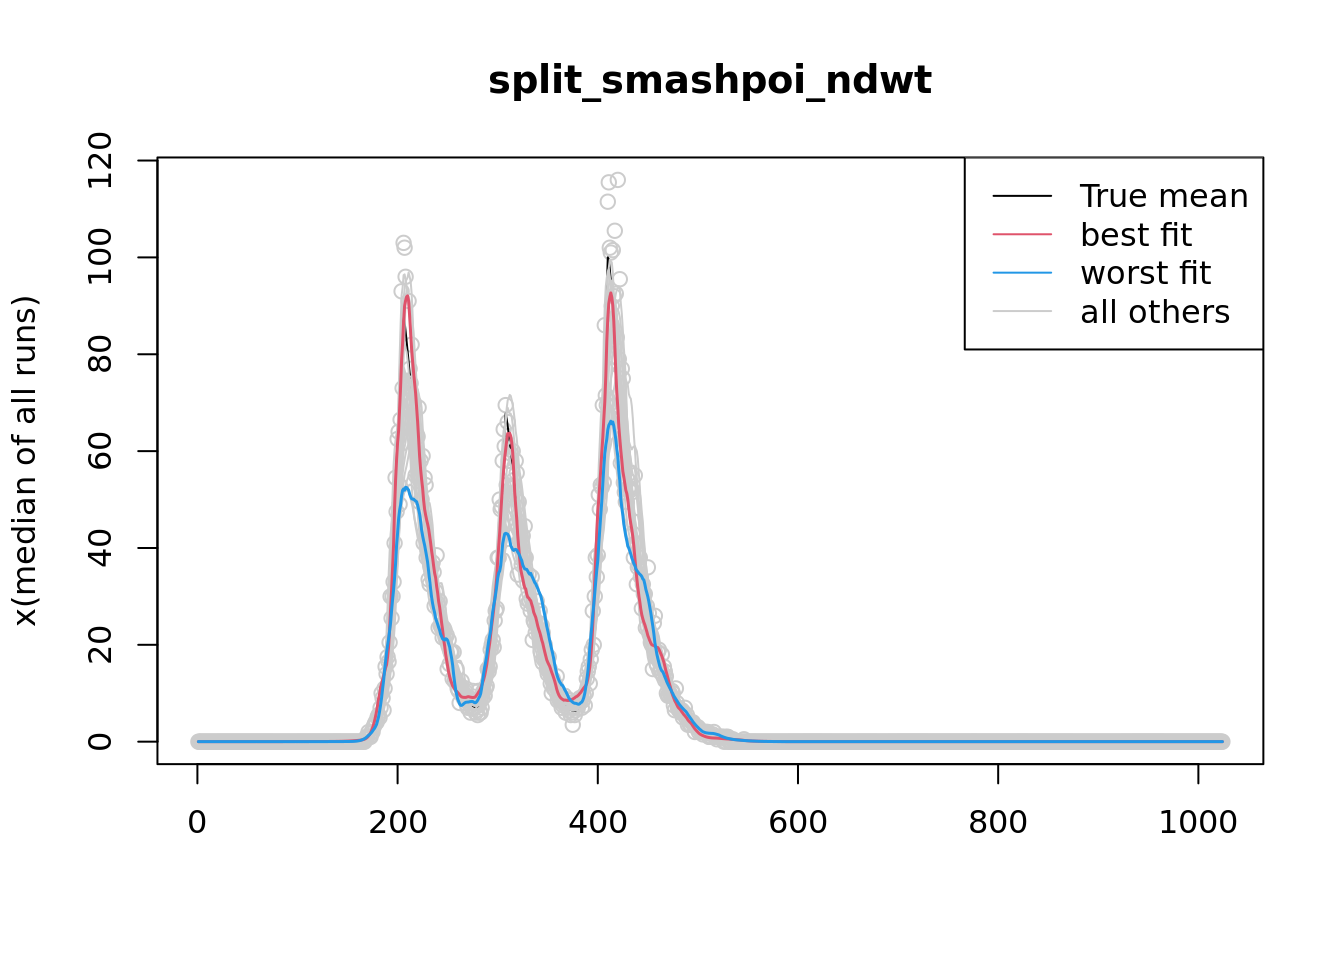 split_smashpoi_ndwt
x(median of all runs)
120
100
80
60
40
20
0
True mean
best fit
worst fit
all others
0 200 400 600 800 1000